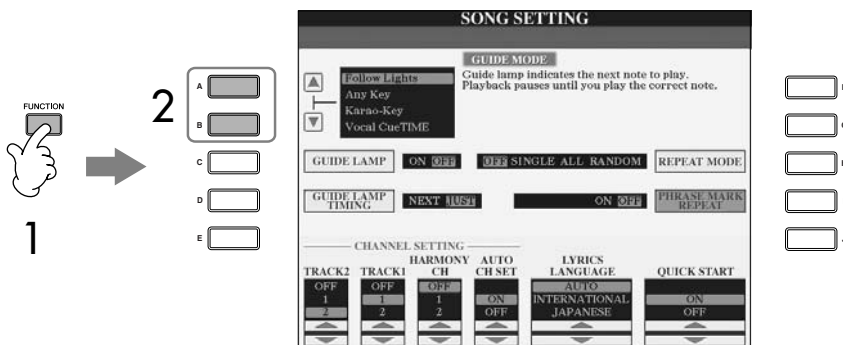 SONG SETTING
GUIDE MODE
Follow Lights
Any Key
Karao-Key
Vocal CueTIME
Guide lamp indicates the next note to play.
Playback pauses until you play the correct note.
FUNCTION
1
2
A
B
C
D
E
GUIDE LAMP ON OFF
OFF SINGLE ALL RANDOM REPEAT MODE
GUIDE LAMP
TIMING
NEXT JUST
ON OFF
PHRASE MARK
REPEAT
CHANNEL SETTING
TRACK2
OFF
1
2
TRACK1
OFF
1
2
HARMONY
CH
OFF
1
2
AUTO
CH SET
ON
OFF
LYRICS
LANGUAGE
AUTO
INTERNATIONAL
JAPANESE
QUICK START
ON
OFF